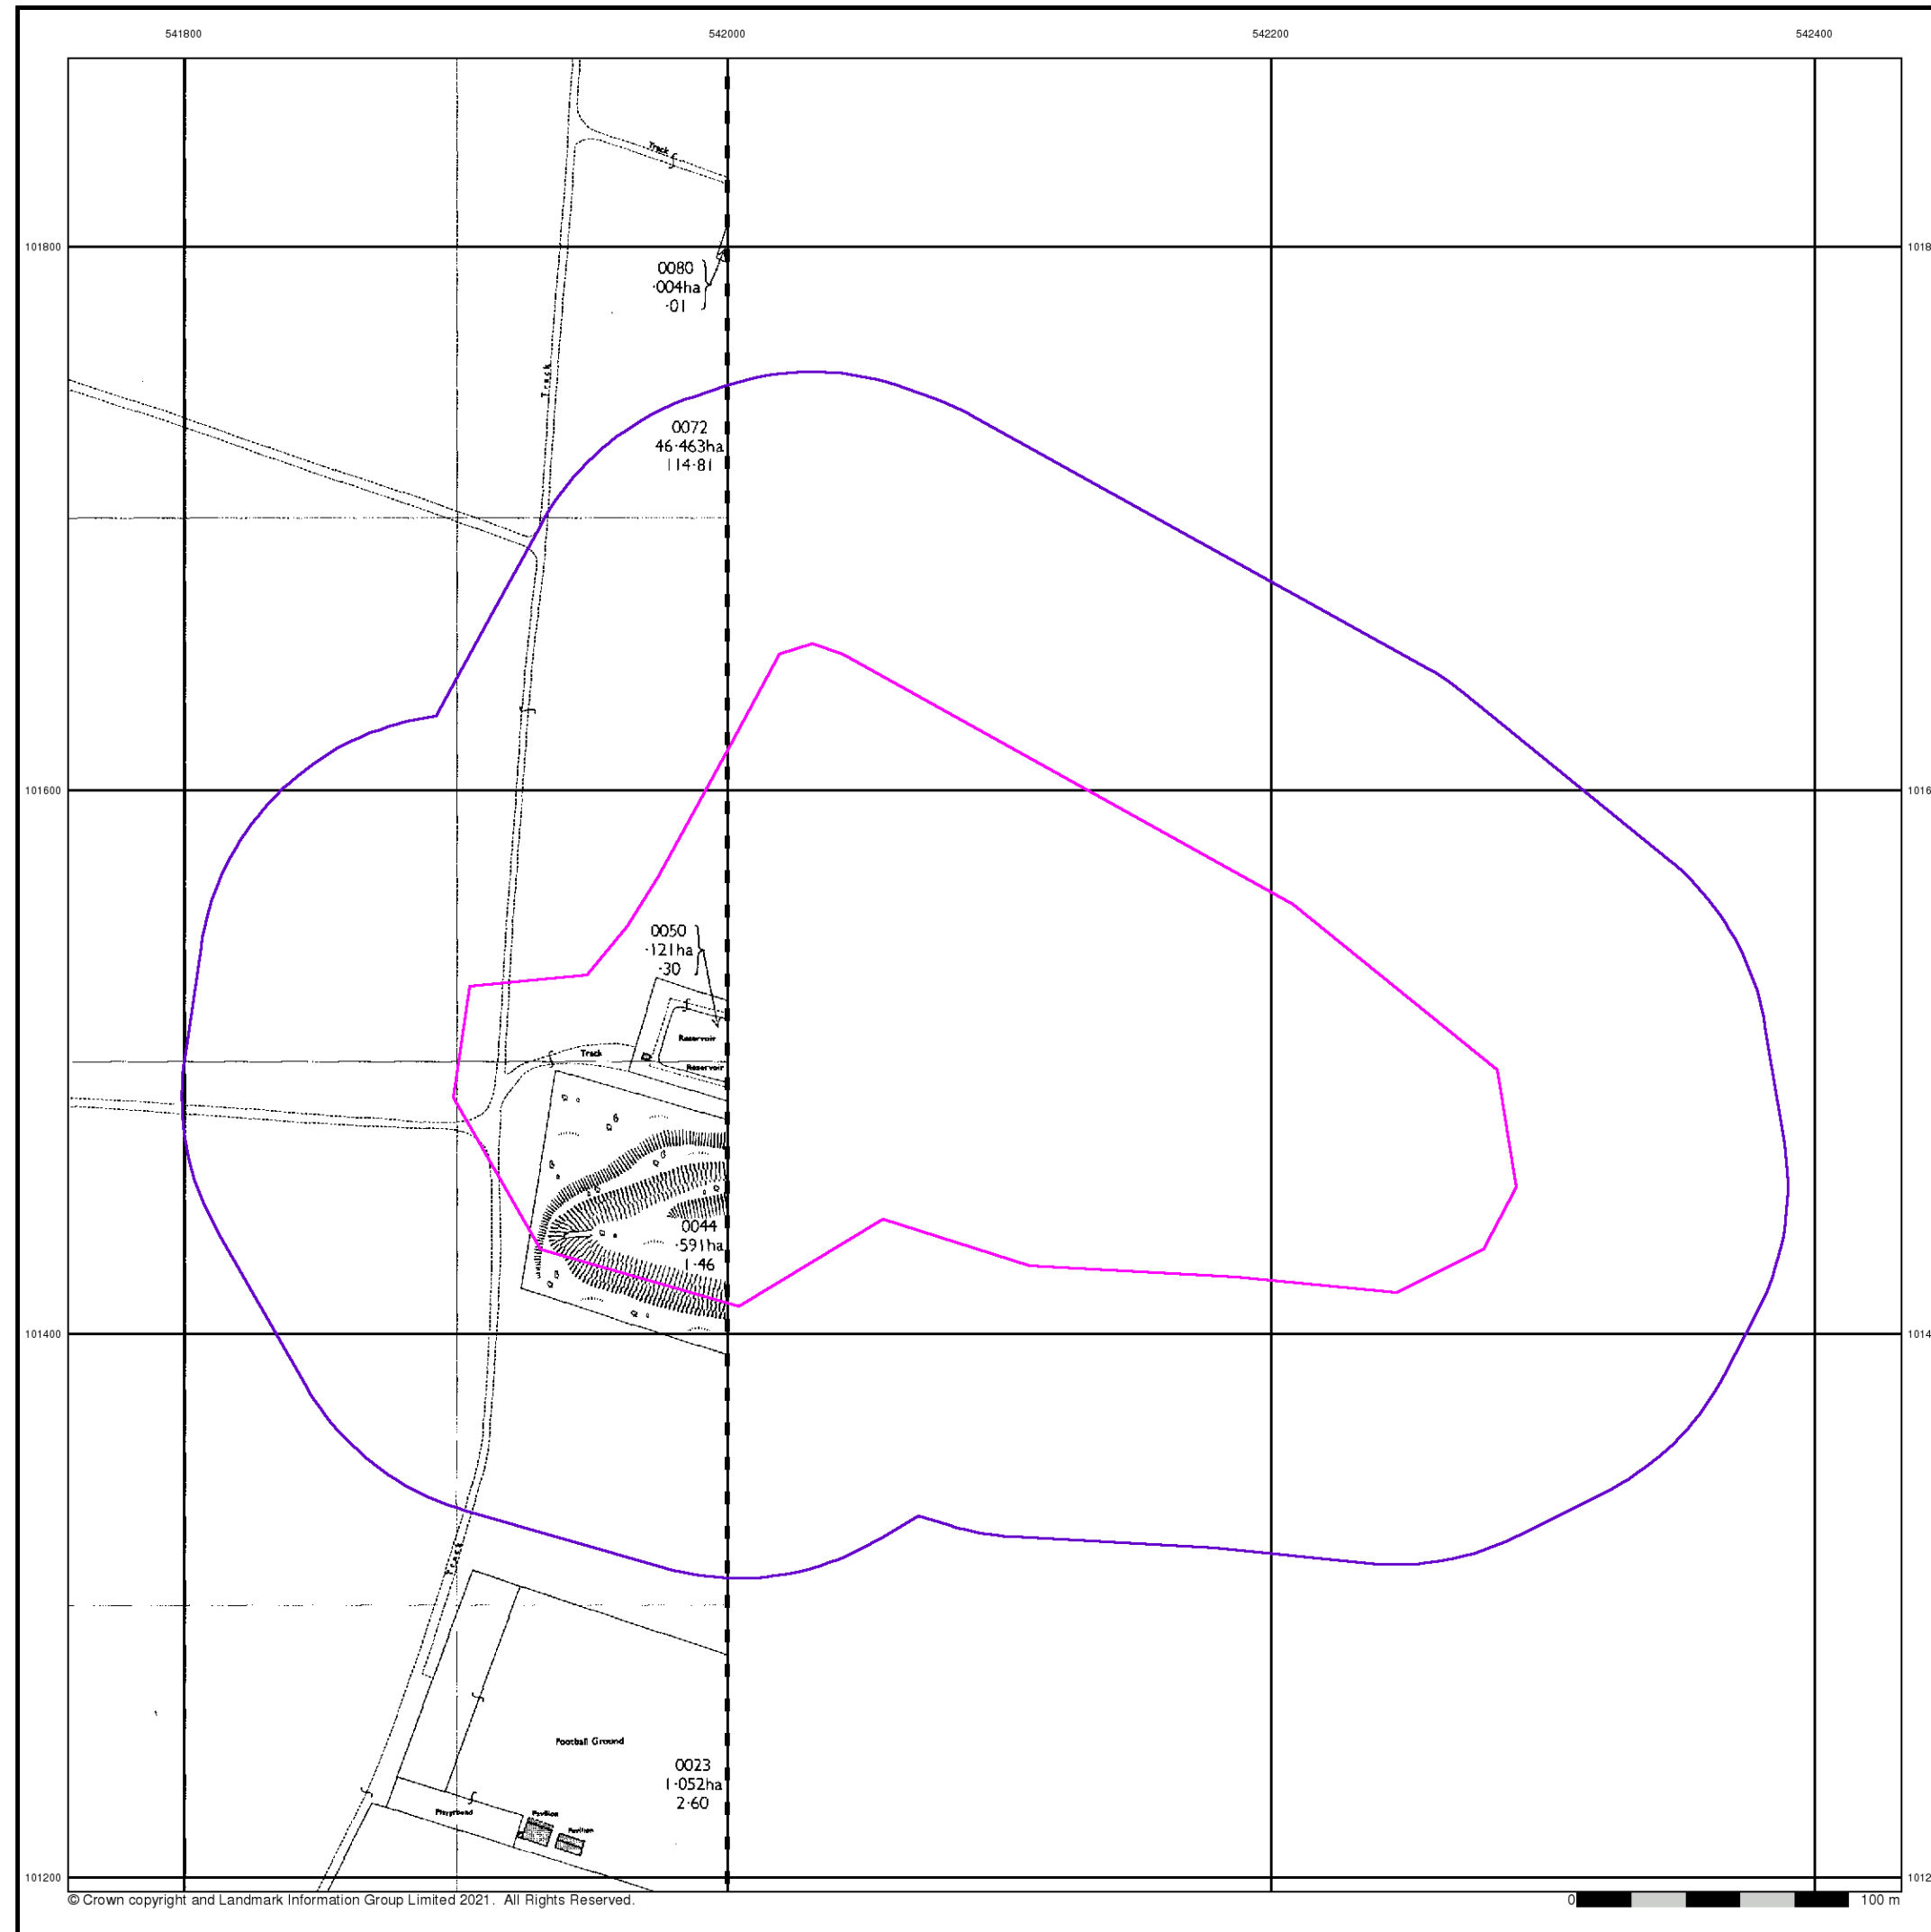 541800
542000
542200
542400
Track
101800
1018
0080
·004ha
·01
Track
0072
46·463ha
114·81
101600
1016
0050
·121ha
·30
Reservoir
Track
Reservoir
0044
·591ha
1·46
101400
1014
Track
Football Ground
0023
1·052ha
2·60
Playground
Pavilion
Pavilion
101200
1012
© Crown copyright and Landmark Information Group Limited 2021. All Rights Reserved.
0
100 m